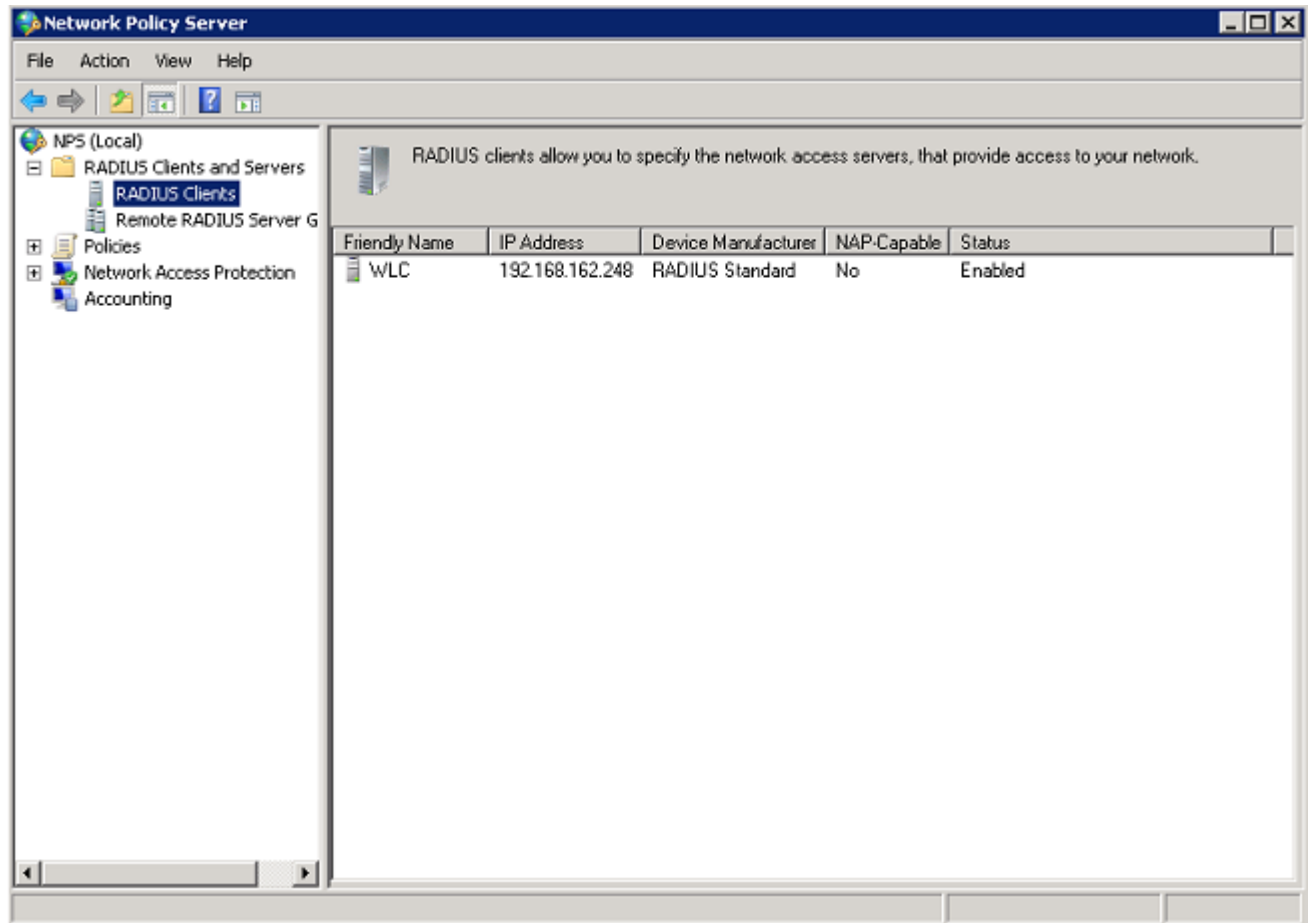 Network Policy Server
File Action View Help
NPS (Local)
RADIUS Clients and Servers
RADIUS Clients
Remote RADIUS Server G
Policies
Network Access Protection
Accounting
RADIUS clients allow you to specify the network access servers, that provide access to your network.
Friendly Name IP Address Device Manufacturer NAP-Capable Status
WLC 192.168.162.248 RADIUS Standard No Enabled